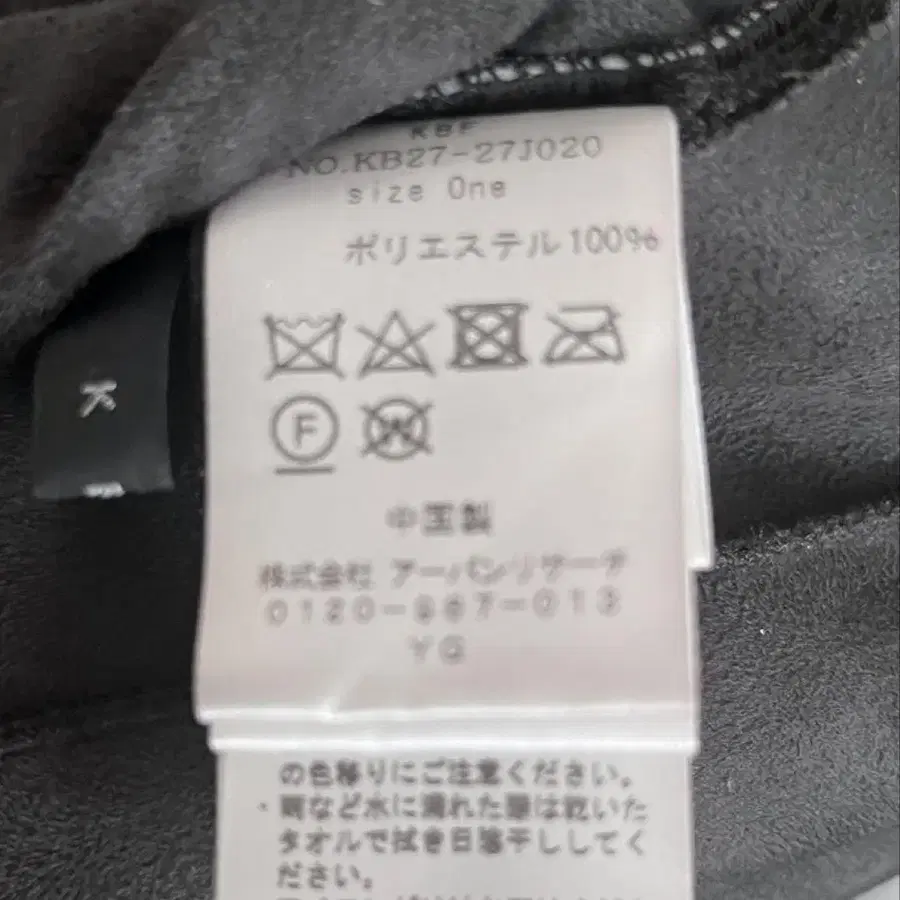 KBF
NO.KB27-27J020
size One
ポリエステル100%
F
W
中国製
株式会社 アーバンリサーチ
0120-987-013
YG
K
の色移りにご注意ください。
・雨など水に濡れた際は乾いた
タオルで拭き日陰干ししてく
ださい。